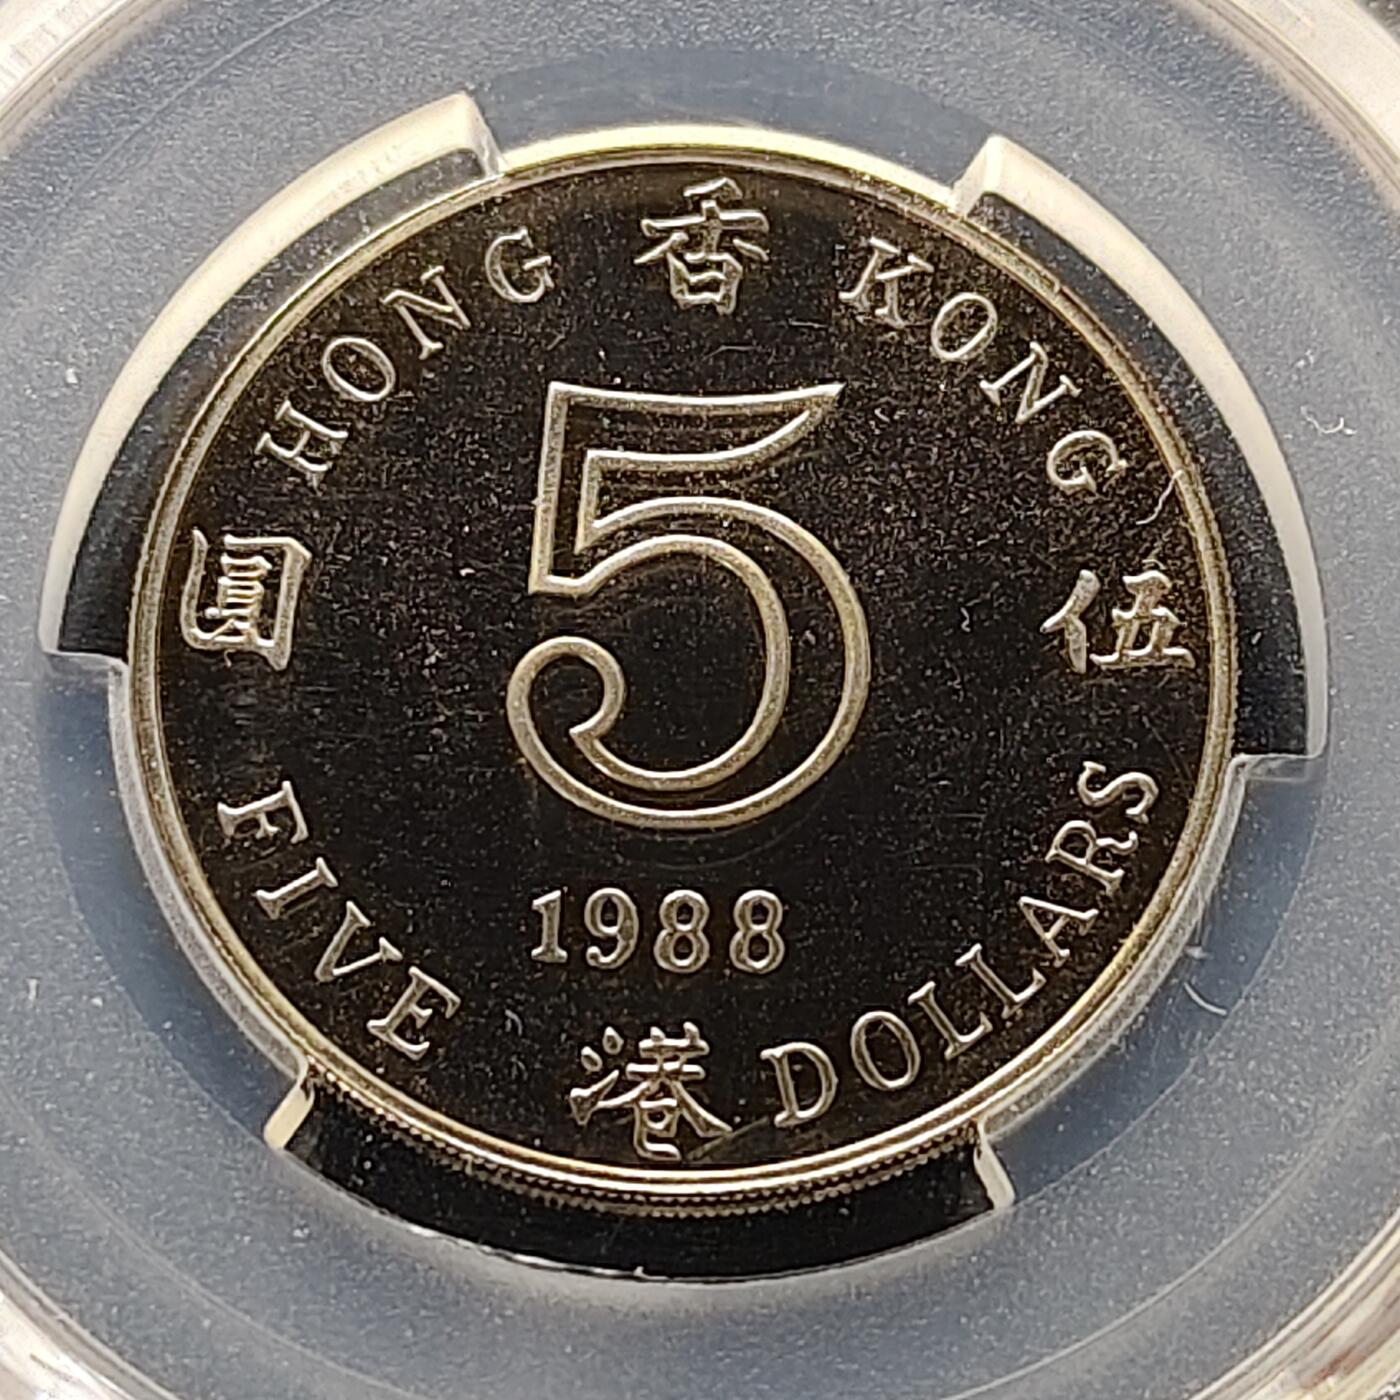 香
HONG KONG
圓 伍
5
1988
FIVE DOLLARS
港